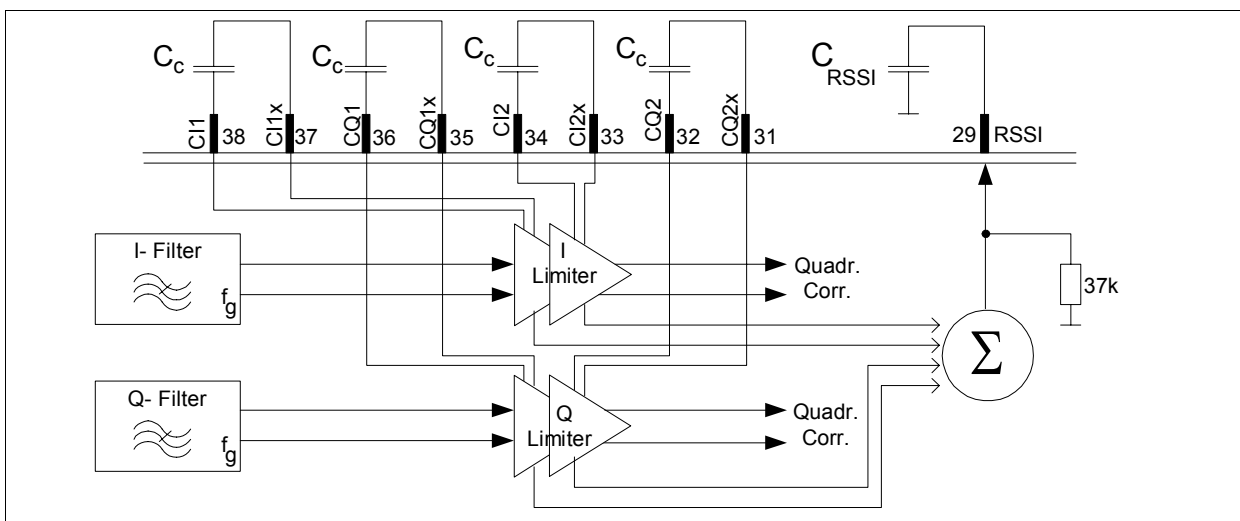 Cc
Cc
Cc
Cc
CRSSI
CI1
38
CI1x
37
CQ1
36
CQ1x
35
CI2
34
CI2x
33
CQ2
32
CQ2x
31
29
RSSI
I- Filter
fg
I
Limiter
Quadr.
Corr.
37k
Σ
Q- Filter
fg
Q
Limiter
Quadr.
Corr.